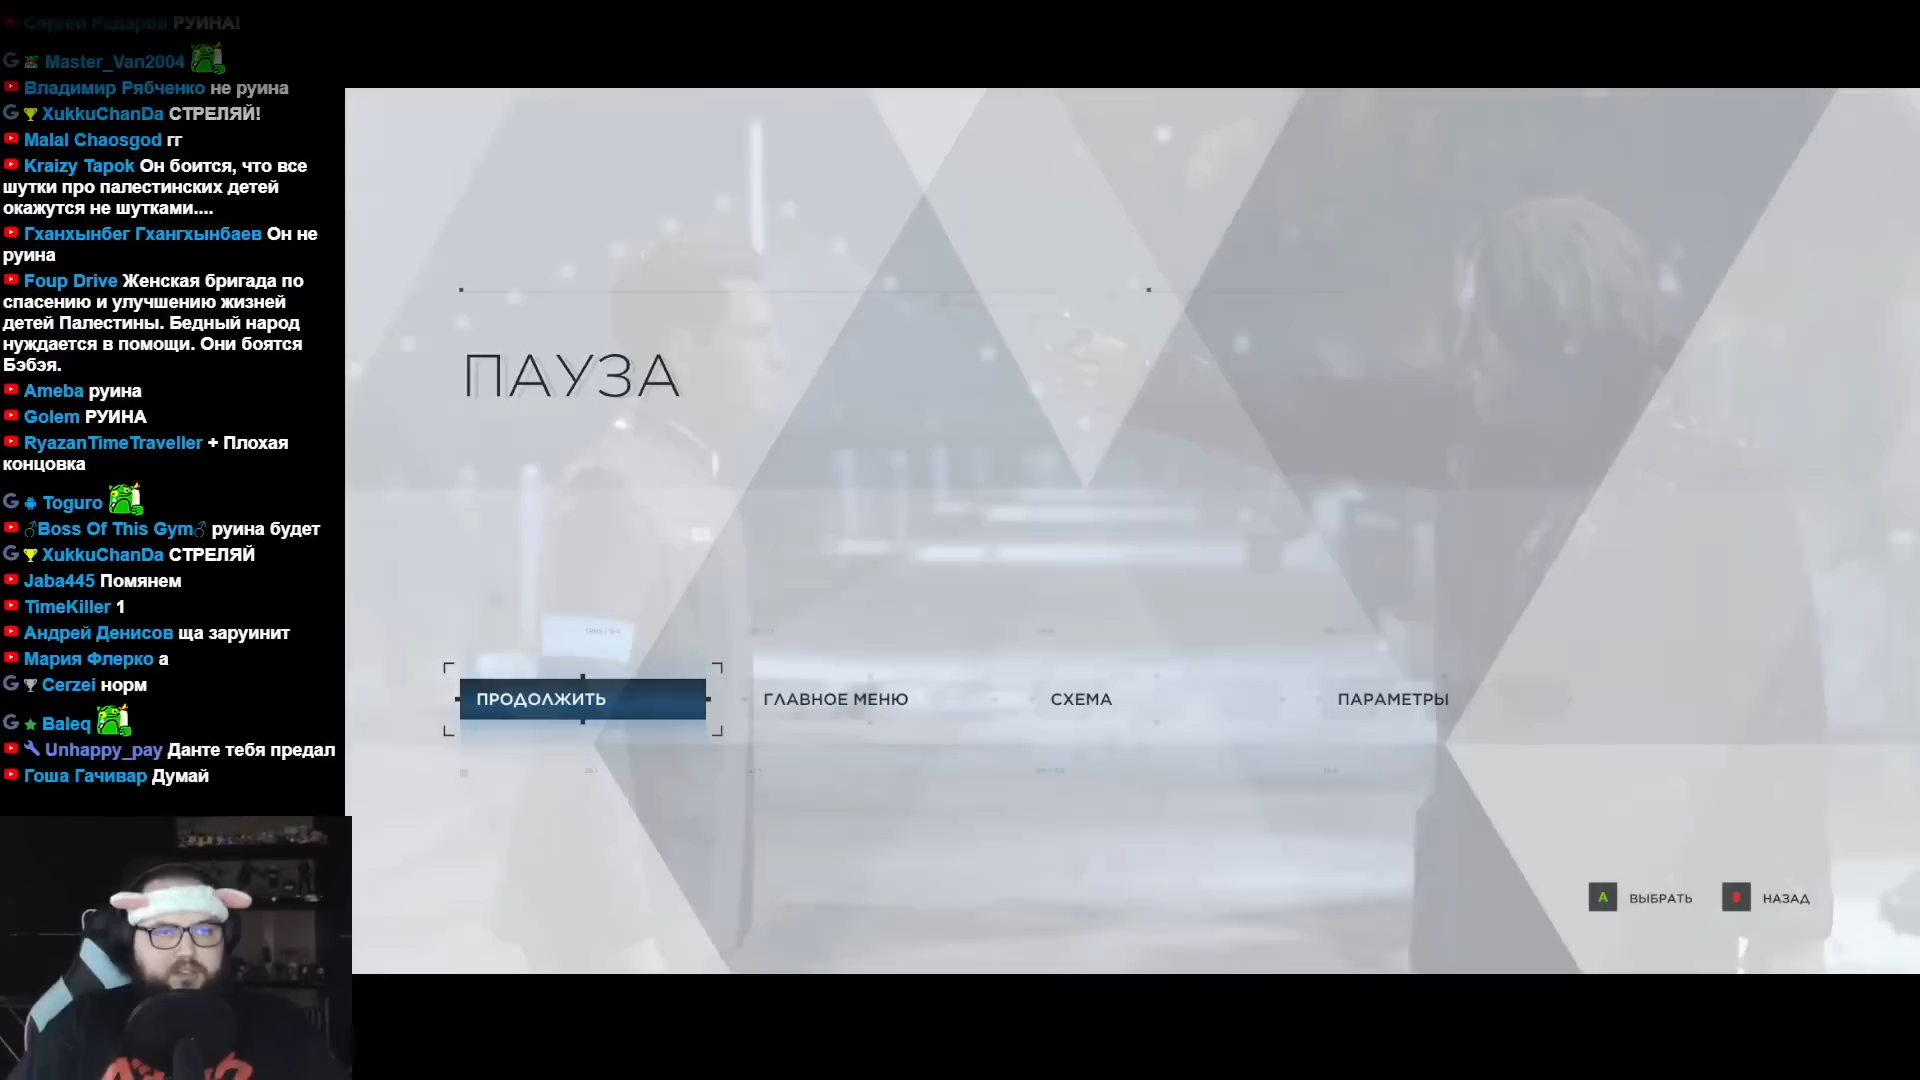 Сергей Радаров РУИНА!
Master_Van2004
Владимир Рябченко не руина
XukkuChanDa СТРЕЛЯЙ!
Malal Chaosgod гг
Kraizy Tapok Он боится, что все
шутки про палестинских детей
окажутся не шутками....
Гханхынбег Гхангхынбаев Он не
руина
Foup Drive Женская бригада по
спасению и улучшению жизней
детей Палестины. Бедный народ
нуждается в помощи. Они боятся
Бэбэя.
Ameba руина
Golem РУИНА
RyazanTimeTraveller + Плохая
концовка
Toguro
♂Boss Of This Gym♂ руина будет
XukkuChanDa СТРЕЛЯЙ
Jaba445 Помянем
TimeKiller 1
Андрей Денисов ща заруинит
Мария Флерко а
Cerzei норм
Baleq
Unhappy_pay Данте тебя предал
Гоша Гачивар Думай
ПАУЗА
ПРОДОЛЖИТЬ
ГЛАВНОЕ МЕНЮ
СХЕМА
ПАРАМЕТРЫ
A ВЫБРАТЬ
B НАЗАД